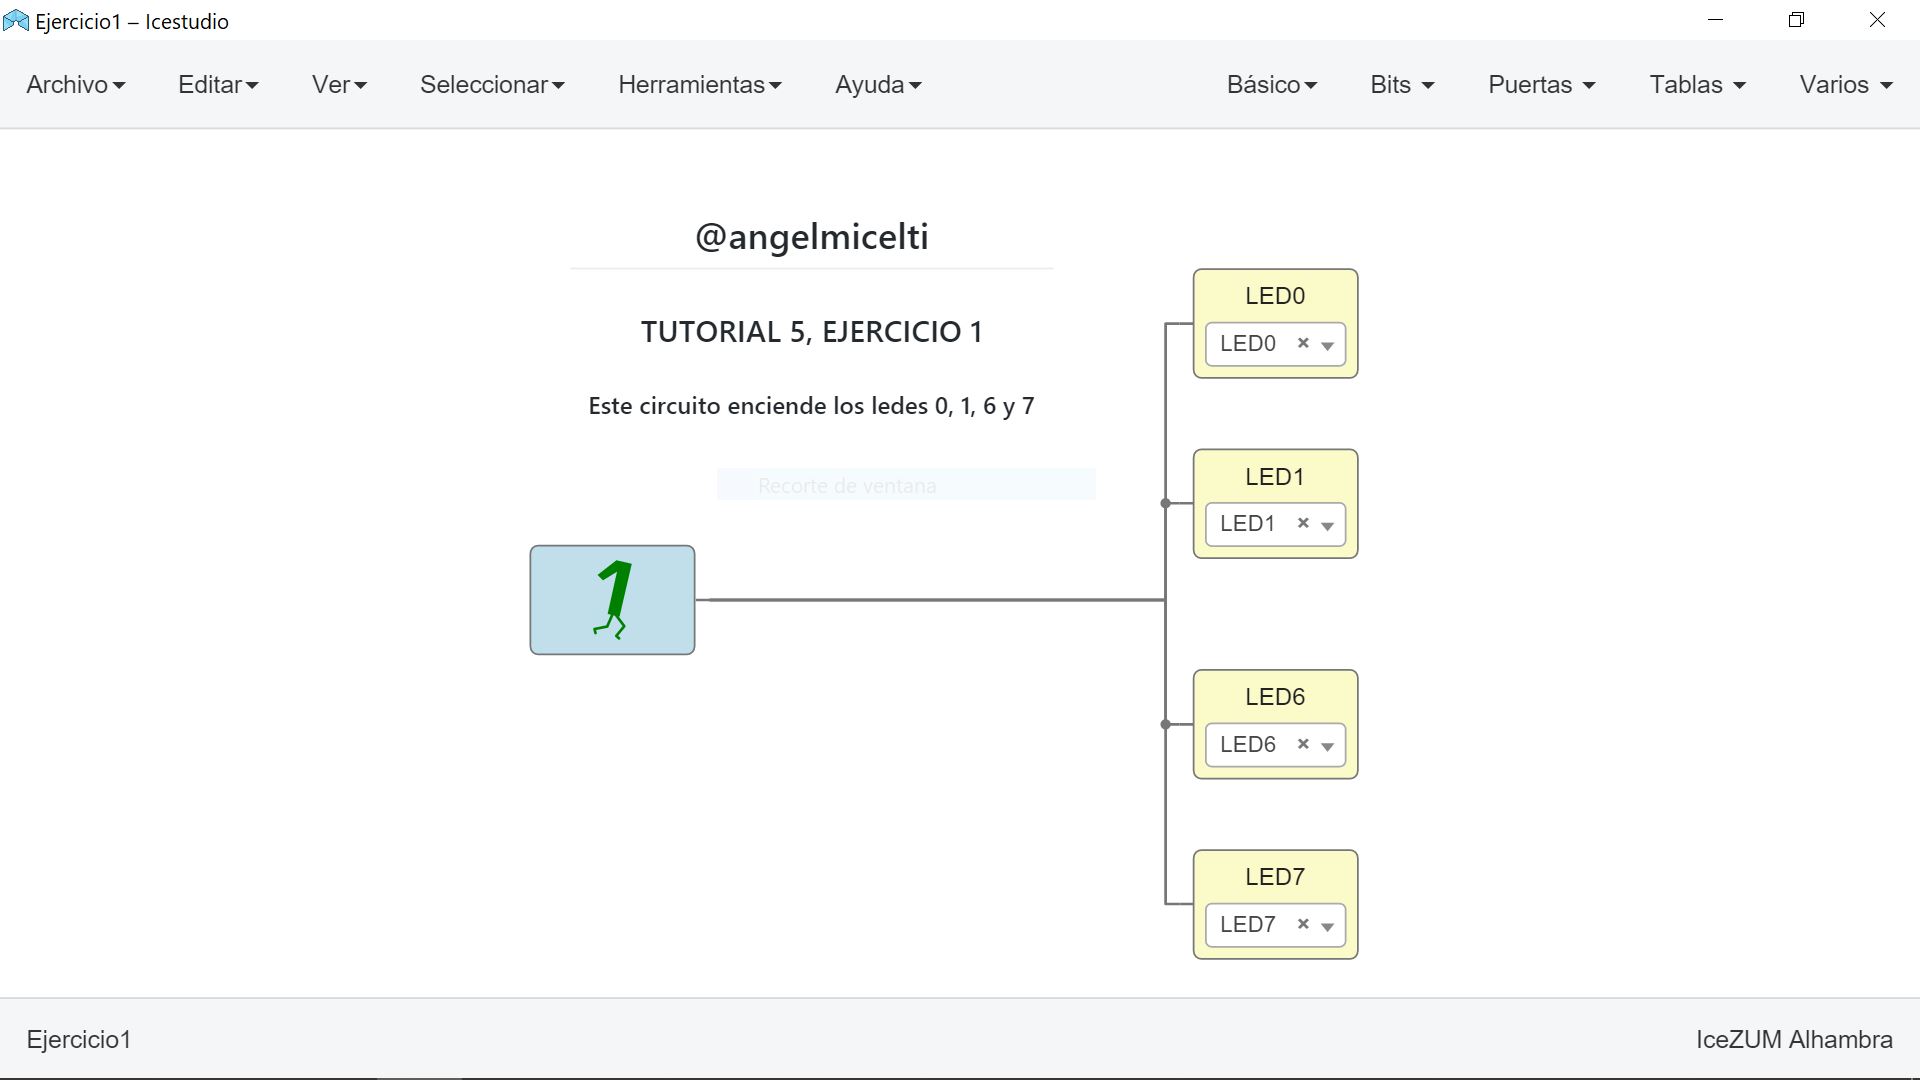 Ejercicio1 – Icestudio
Archivo Editar Ver Seleccionar Herramientas Ayuda Básico Bits Puertas Tablas Varios
@angelmicelti
TUTORIAL 5, EJERCICIO 1
Este circuito enciende los ledes 0, 1, 6 y 7
Recorte de ventana
1
LED0
LED0
LED1
LED1
LED6
LED6
LED7
LED7
Ejercicio1
IceZUM Alhambra